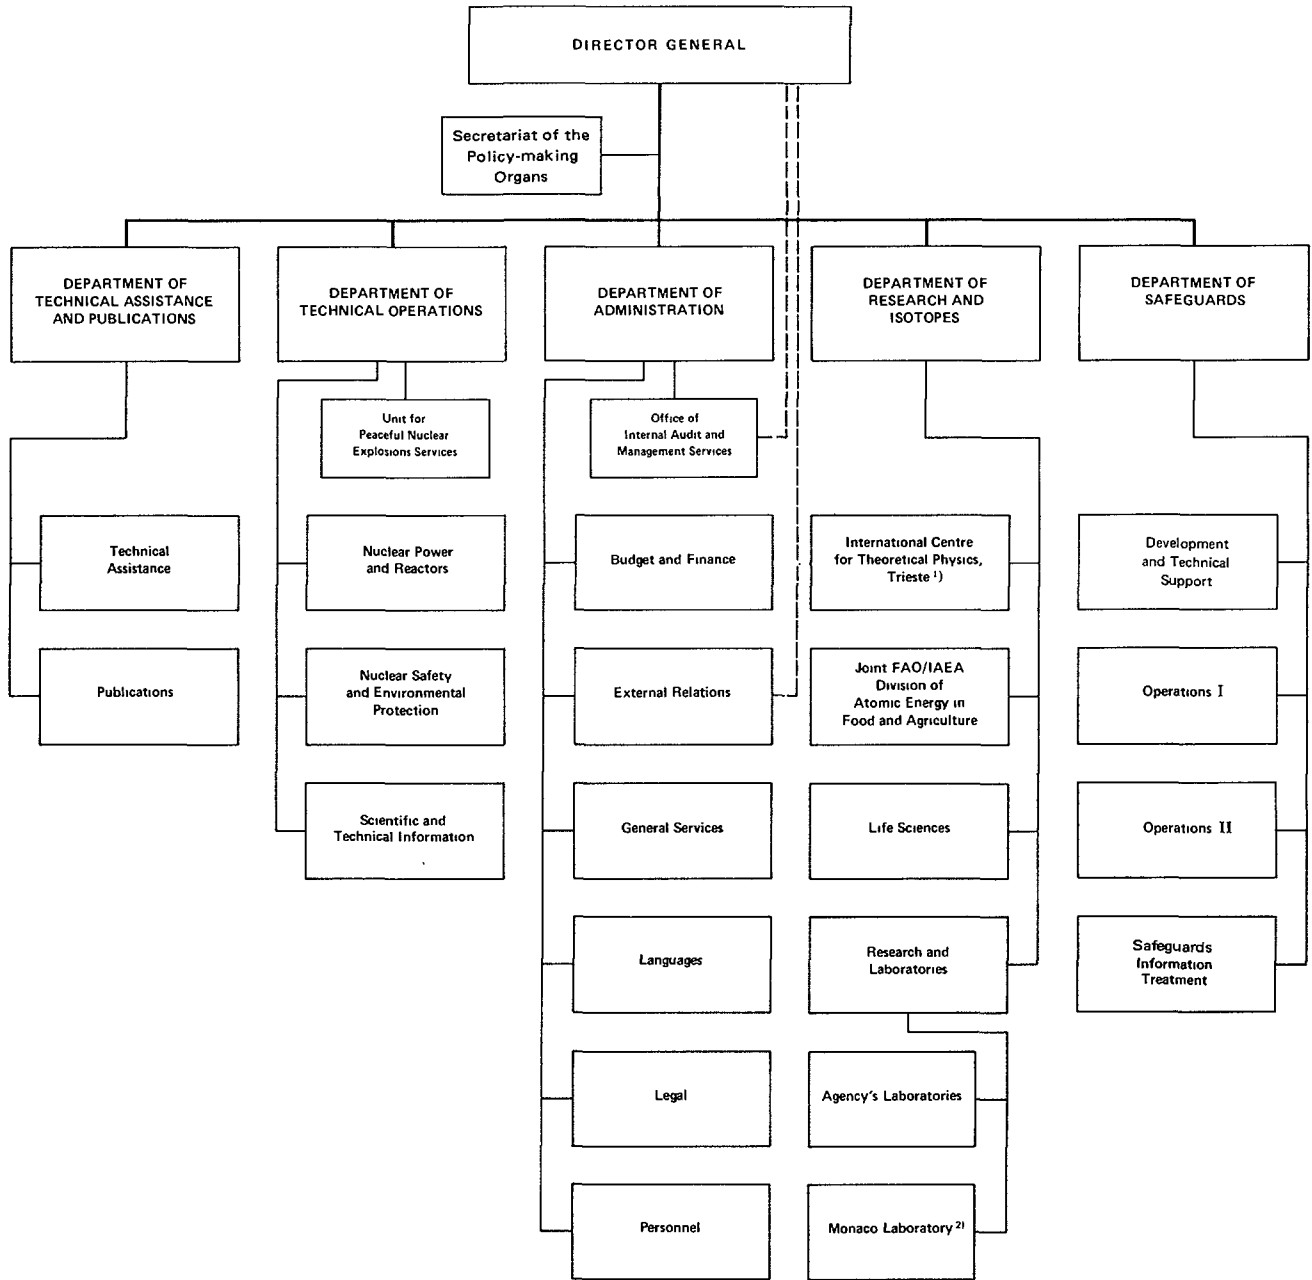 DIRECTOR GENERAL
Secretariat of the
Policy-making
Organs
DEPARTMENT OF
TECHNICAL ASSISTANCE
AND PUBLICATIONS
DEPARTMENT OF
TECHNICAL OPERATIONS
DEPARTMENT OF
ADMINISTRATION
DEPARTMENT OF
RESEARCH AND
ISOTOPES
DEPARTMENT OF
SAFEGUARDS
Unit for
Peaceful Nuclear
Explosions Services
Office of
Internal Audit and
Management Services
Technical
Assistance
Nuclear Power
and Reactors
Budget and Finance
International Centre
for Theoretical Physics,
Trieste ¹)
Development
and Technical
Support
Publications
Nuclear Safety
and Environmental
Protection
External Relations
Joint FAO/IAEA
Division of
Atomic Energy in
Food and Agriculture
Operations I
Scientific and
Technical Information
General Services
Life Sciences
Operations II
Languages
Research and
Laboratories
Safeguards
Information
Treatment
Legal
Agency's Laboratories
Personnel
Monaco Laboratory ²)